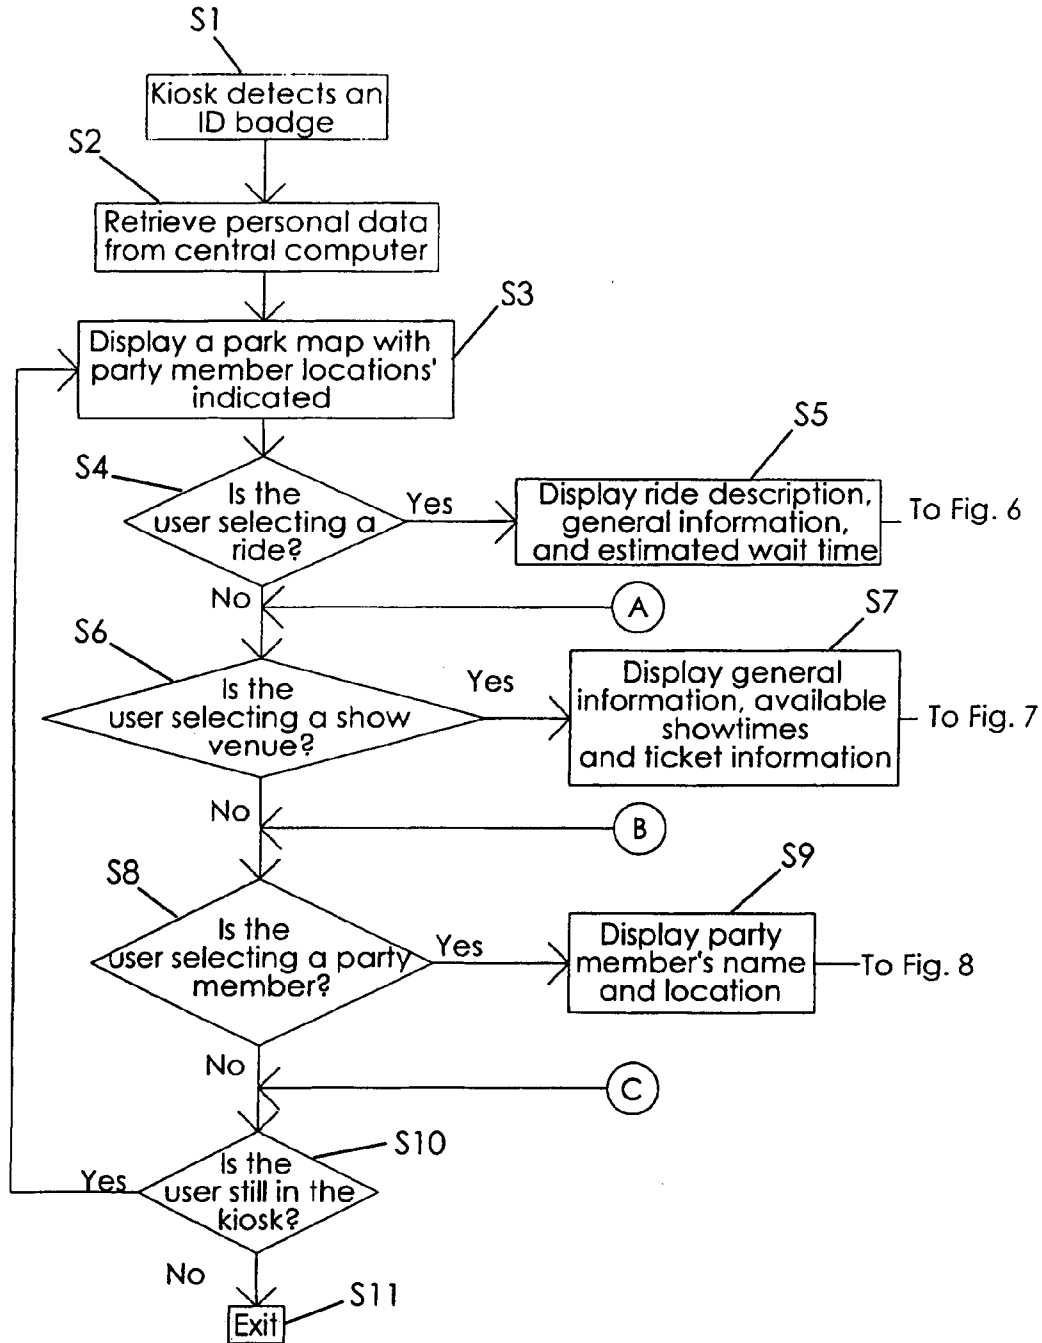 S1
Kiosk detects an
ID badge
S2
Retrieve personal data
from central computer
S3
Display a park map with
party member locations'
indicated
S4
Is the
user selecting a
ride?
Yes
S5
Display ride description,
general information,
and estimated wait time
To Fig. 6
No
A
S6
Is the
user selecting a show
venue?
Yes
S7
Display general
information, available
showtimes
and ticket information
To Fig. 7
No
B
S8
Is the
user selecting a party
member?
Yes
S9
Display party
member's name
and location
To Fig. 8
No
C
S10
Is the
user still in the
kiosk?
Yes
No
S11
Exit